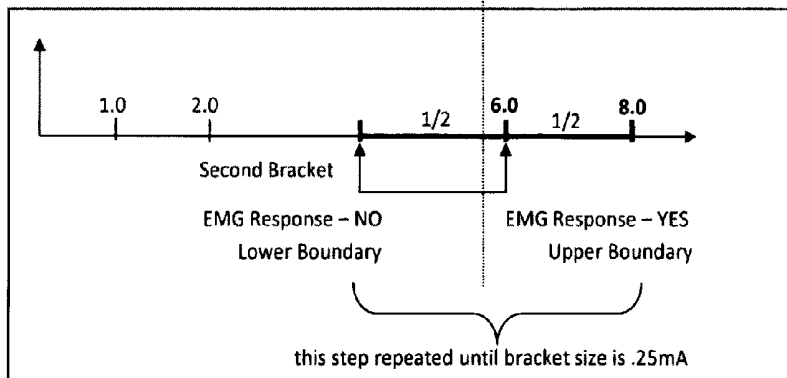 1.0 2.0 1/2 6.0 1/2 8.0
Second Bracket
EMG Response – NO EMG Response – YES
Lower Boundary Upper Boundary
this step repeated until bracket size is .25mA